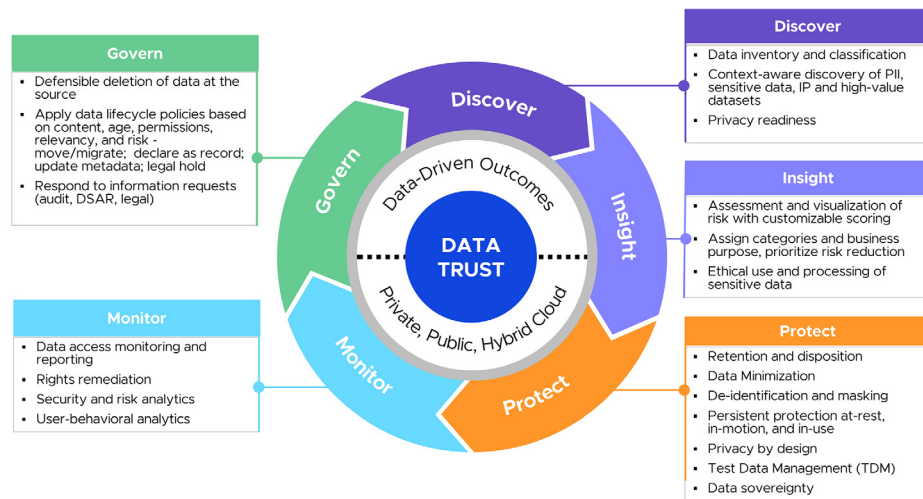 Govern
▪ Defensible deletion of data at the
source
▪ Apply data lifecycle policies based
on content, age, permissions,
relevancy, and risk -
move/migrate; declare as record;
update metadata; legal hold
▪ Respond to information requests
(audit, DSAR, legal)
Monitor
▪ Data access monitoring and
reporting
▪ Rights remediation
▪ Security and risk analytics
▪ User-behavioral analytics
Discover
Insight
Protect
Monitor
Govern
Data-Driven Outcomes
DATA
TRUST
Private, Public, Hybrid Cloud
Discover
▪ Data inventory and classification
▪ Context-aware discovery of PII,
sensitive data, IP and high-value
datasets
▪ Privacy readiness
Insight
▪ Assessment and visualization of
risk with customizable scoring
▪ Assign categories and business
purpose, prioritize risk reduction
▪ Ethical use and processing of
sensitive data
Protect
▪ Retention and disposition
▪ Data Minimization
▪ De-identification and masking
▪ Persistent protection at-rest,
in-motion, and in-use
▪ Privacy by design
▪ Test Data Management (TDM)
▪ Data sovereignty